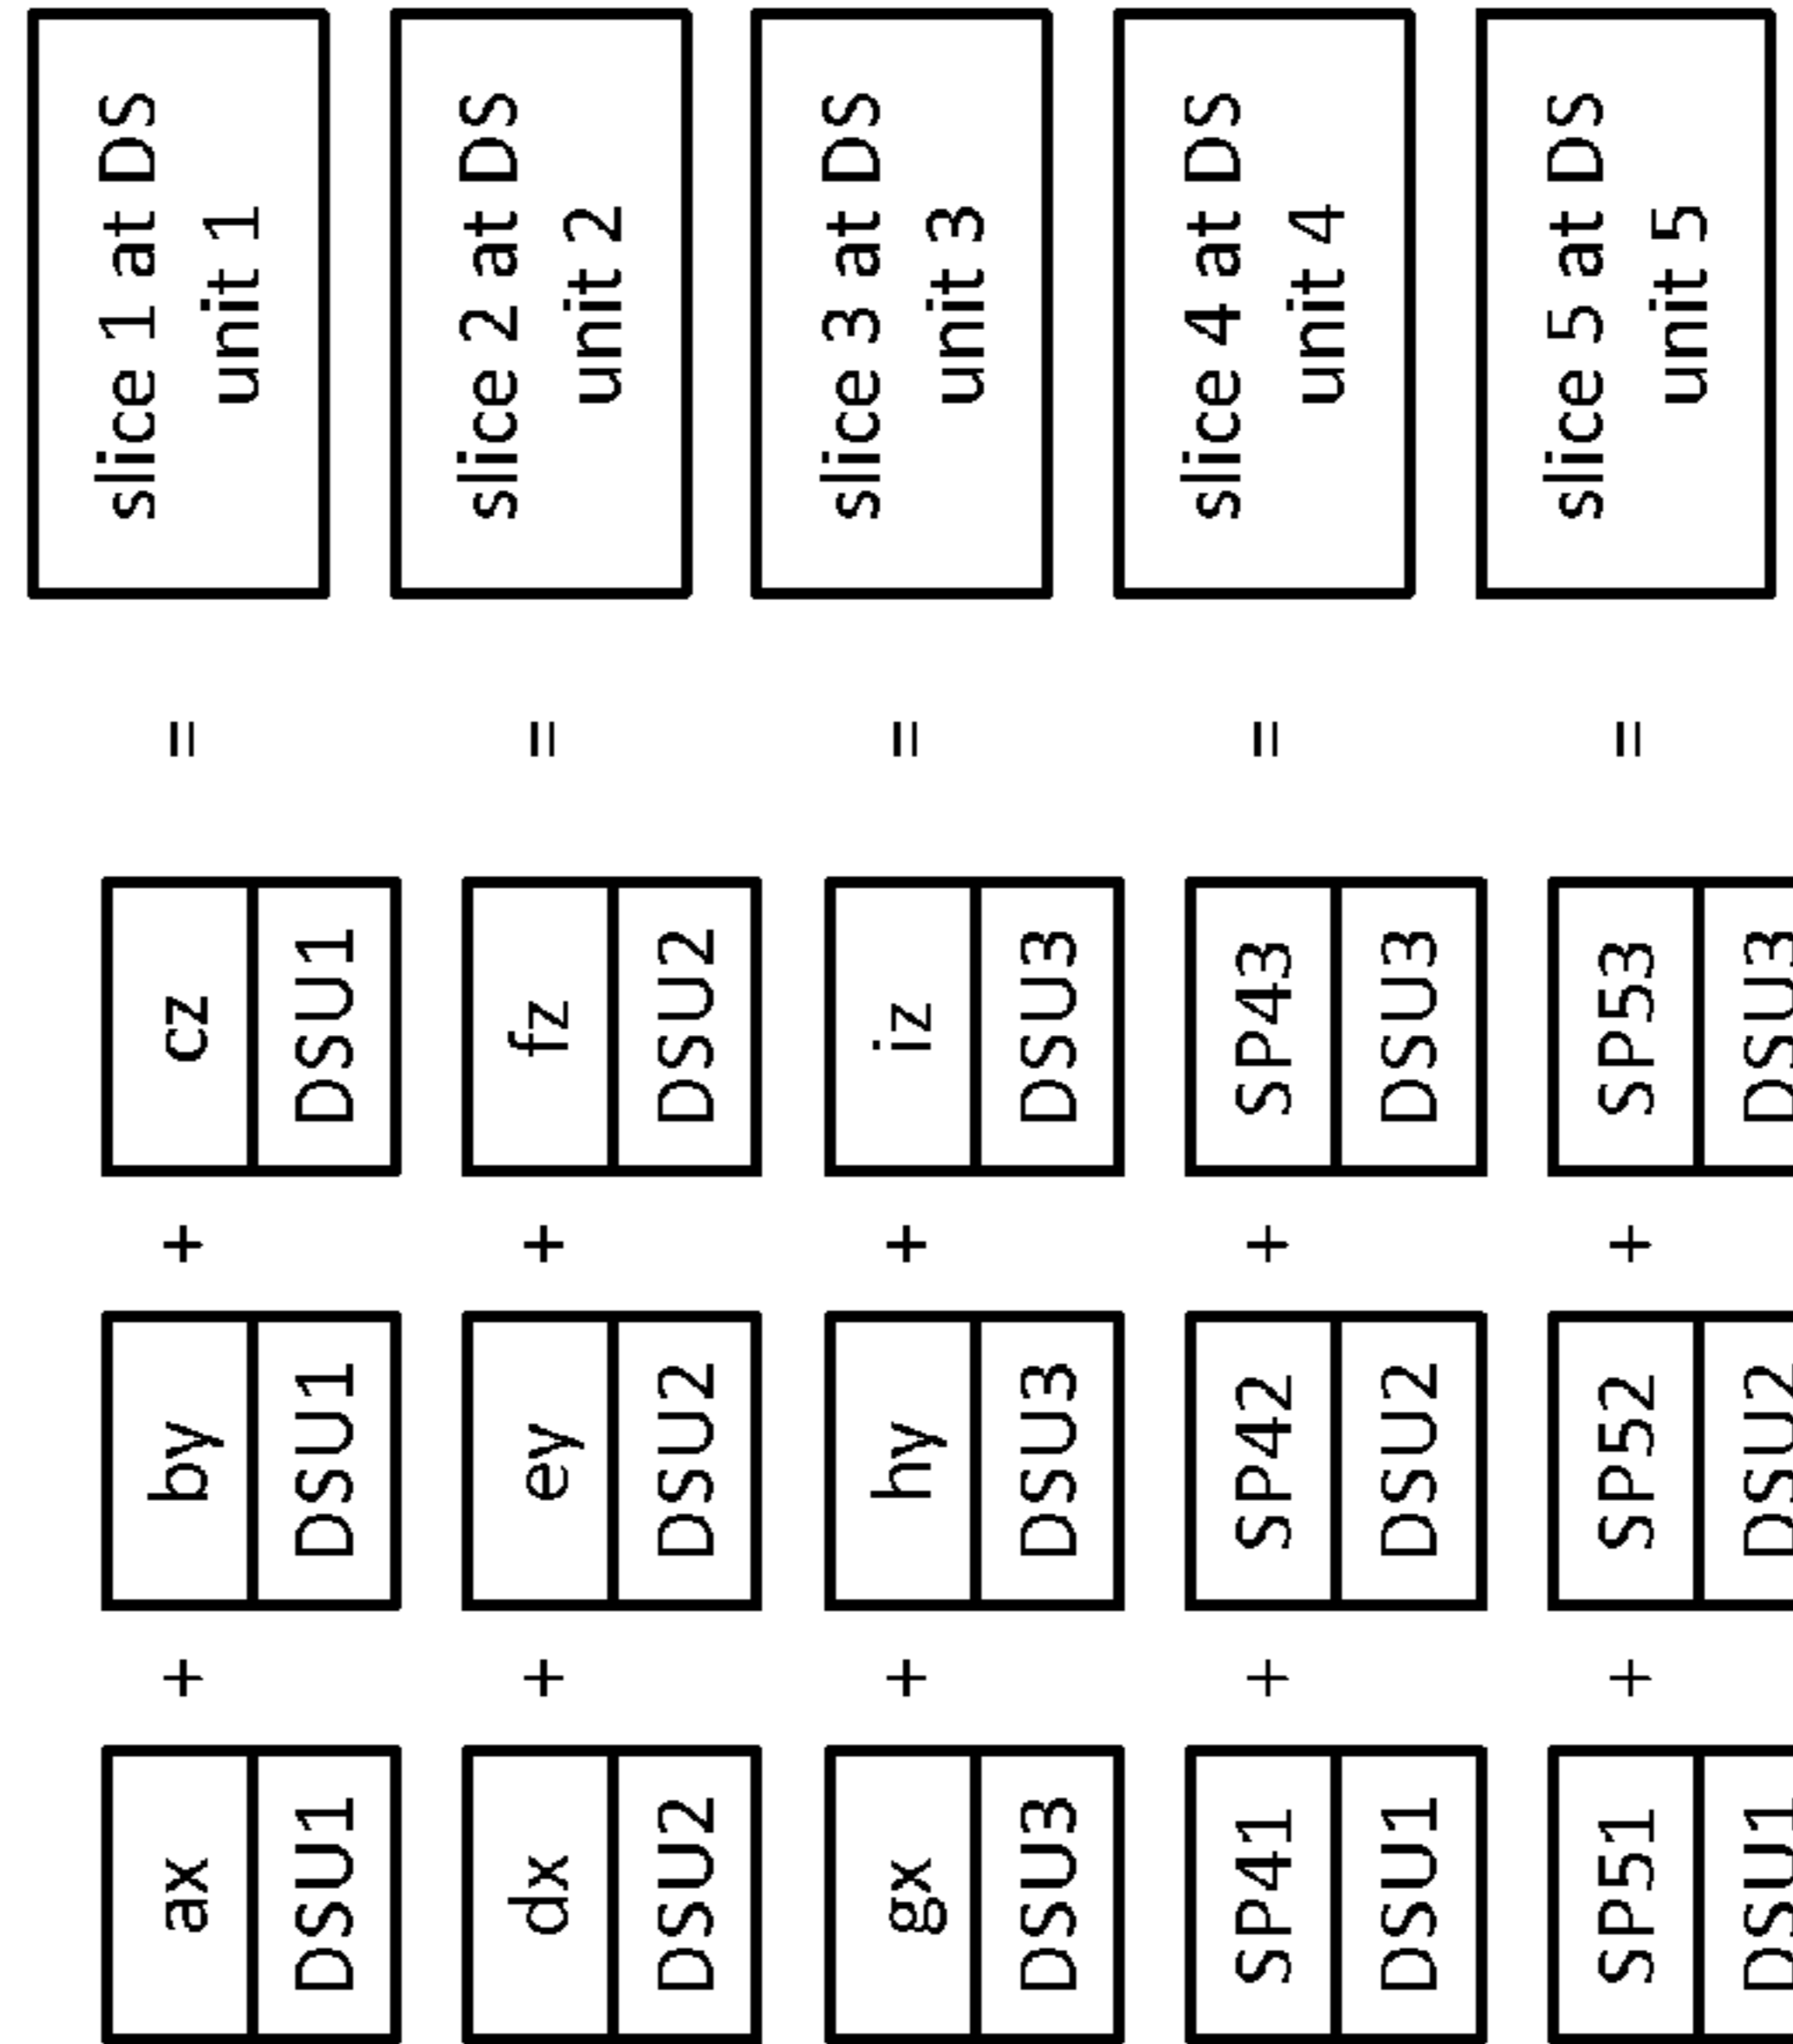 ax + by + cz = slice 1 at DS
unit 1
DSU1 DSU1 DSU1
dx + ey + fz = slice 2 at DS
unit 2
DSU2 DSU2 DSU2
gx + hy + iz = slice 3 at DS
unit 3
DSU3 DSU3 DSU3
SP41 + SP42 + SP43 = slice 4 at DS
unit 4
DSU1 DSU2 DSU3
SP51 + SP52 + SP53 = slice 5 at DS
unit 5
DSU1 DSU2 DSU3